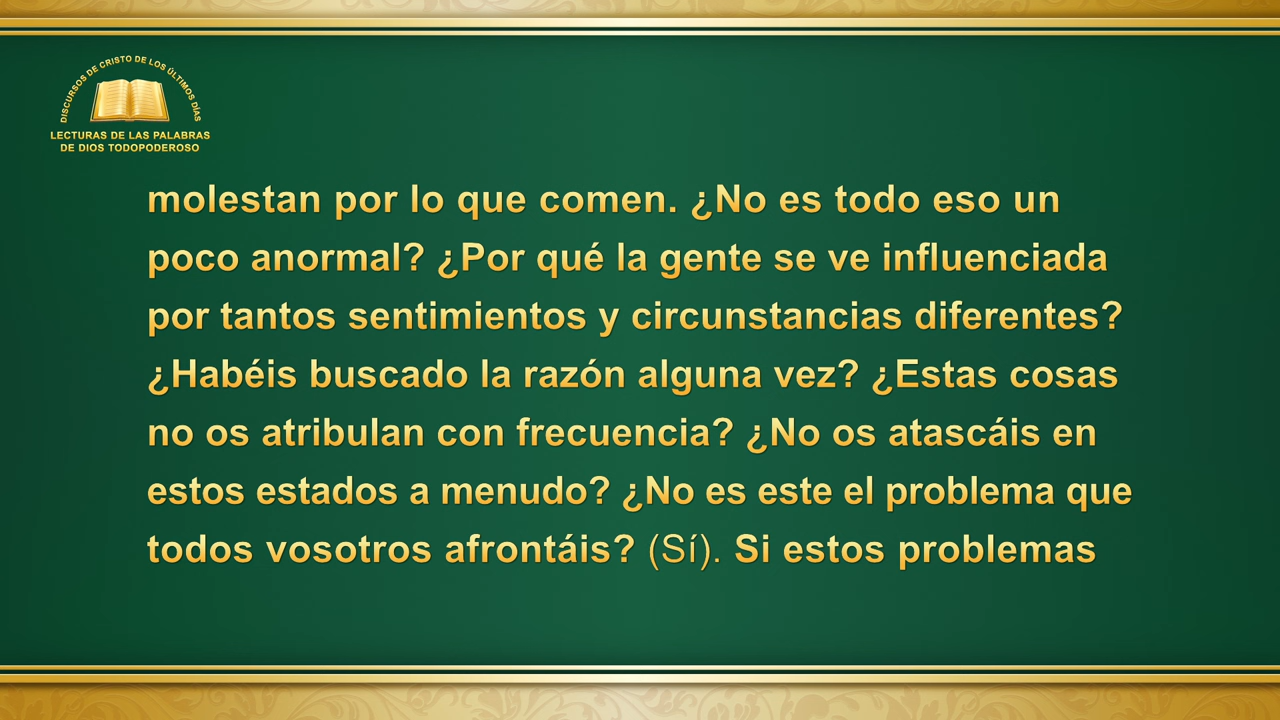 DISCURSOS DE CRISTO DE LOS ÚLTIMOS DÍAS
LECTURAS DE LAS PALABRAS
DE DIOS TODOPODEROSO
molestan por lo que comen. ¿No es todo eso un
poco anormal? ¿Por qué la gente se ve influenciada
por tantos sentimientos y circunstancias diferentes?
¿Habéis buscado la razón alguna vez? ¿Estas cosas
no os atribulan con frecuencia? ¿No os atascáis en
estos estados a menudo? ¿No es este el problema que
todos vosotros afrontáis? (Sí). Si estos problemas